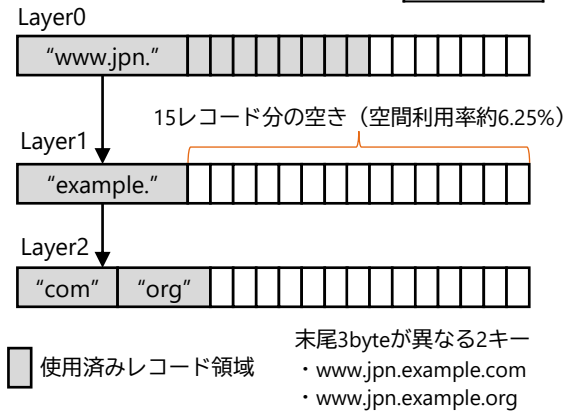 Layer0
“www.jpn.”
15レコード分の空き（空間利用率約6.25%）
Layer1
“example.”
Layer2
“com”
“org”
使用済みレコード領域
末尾3byteが異なる2キー
・www.jpn.example.com
・www.jpn.example.org